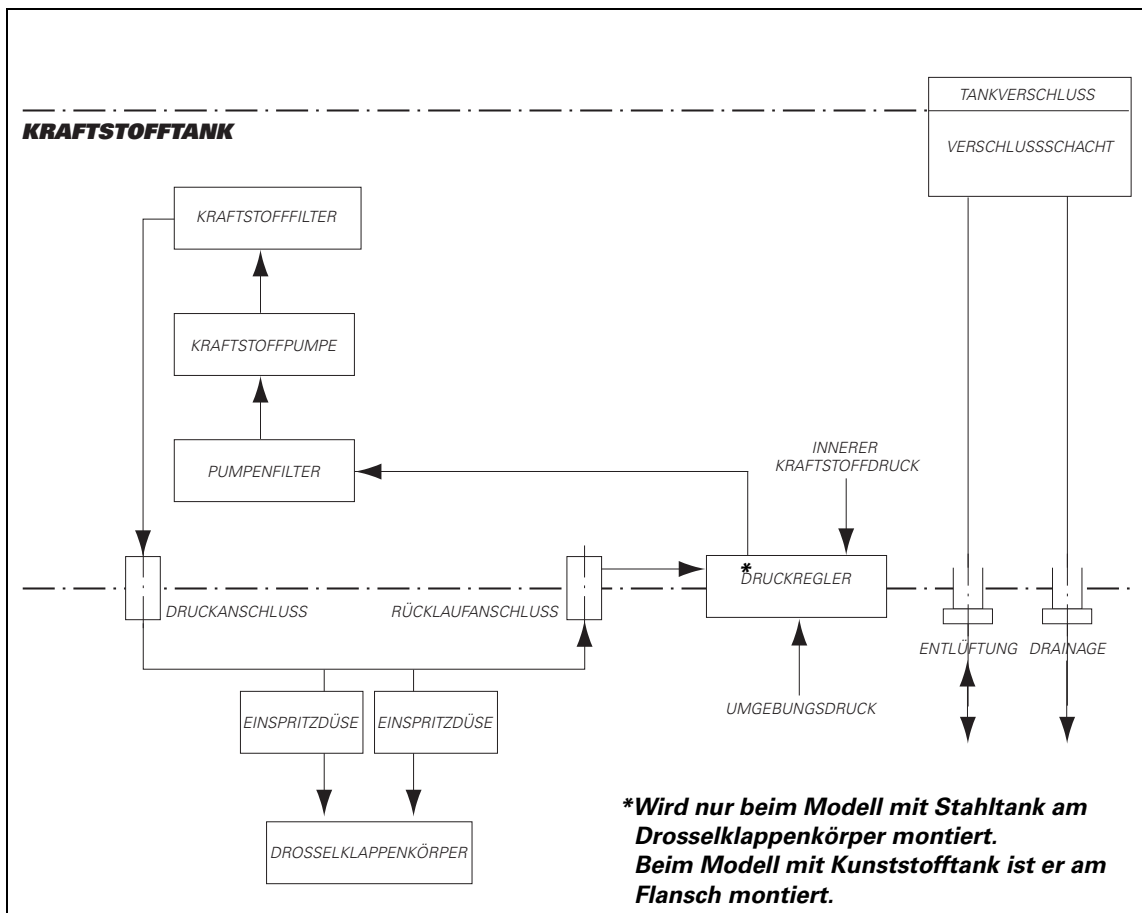 TANKVERSCHLUSS
KRAFTSTOFFTANK
VERSCHLUSSSCHACHT
KRAFTSTOFFFILTER
KRAFTSTOFFPUMPE
PUMPENFILTER
INNERER
KRAFTSTOFFDRUCK
*DRUCKREGLER
DRUCKANSCHLUSS
RÜCKLAUFANSCHLUSS
ENTLÜFTUNG
DRAINAGE
UMGEBUNGSDRUCK
EINSPRITZDÜSE
EINSPRITZDÜSE
DROSSELKLAPPENKÖRPER
*Wird nur beim Modell mit Stahltank am
Drosselklappenkörper montiert.
Beim Modell mit Kunststofftank ist er am
Flansch montiert.